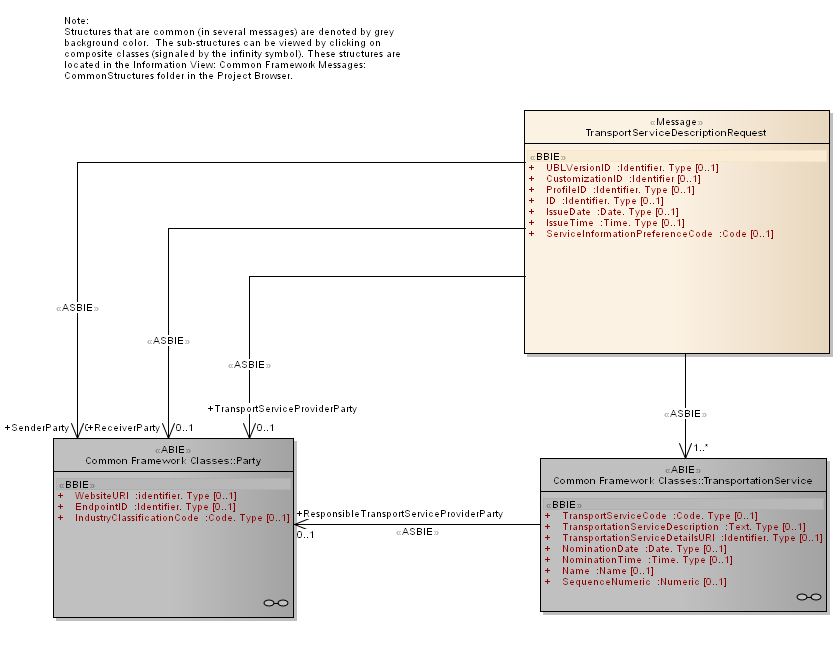 Note:
Structures that are common (in several messages) are denoted by grey
background color.  The sub-structures can be viewed by clicking on
composite classes (signaled by the infinity symbol). These structures are
located in the Information View: Common Framework Messages:
CommonStructures folder in the Project Browser.
«Message»
TransportServiceDescriptionRequest
«BBIE»
+ UBLVersionID :Identifier. Type [0..1]
+ CustomizationID :Identifier [0..1]
+ ProfileID :Identifier. Type [0..1]
+ ID :Identifier. Type [0..1]
+ IssueDate :Date. Type [0..1]
+ IssueTime :Time. Type [0..1]
+ ServiceInformationPreferenceCode :Code [0..1]
«ASBIE»
«ASBIE»
«ASBIE»
«ASBIE»
+TransportServiceProviderParty
+SenderParty
+ReceiverParty
0..1
0..1
1..*
«ABIE»
Common Framework Classes::Party
«BBIE»
+ WebsiteURI :identifier. Type [0..1]
+ EndpointID :Identifier. Type [0..1]
+ IndustryClassificationCode :Code. Type [0..1]
«ABIE»
Common Framework Classes::TransportationService
«BBIE»
+ TransportServiceCode :Code. Type [0..1]
+ TransportationServiceDescription :Text. Type [0..1]
+ TransportationServiceDetailsURI :Identifier. Type [0..1]
+ NominationDate :Date. Type [0..1]
+ NominationTime :Time. Type [0..1]
+ Name :Name [0..1]
+ SequenceNumeric :Numeric [0..1]
+ResponsibleTransportServiceProviderParty
0..1
«ASBIE»